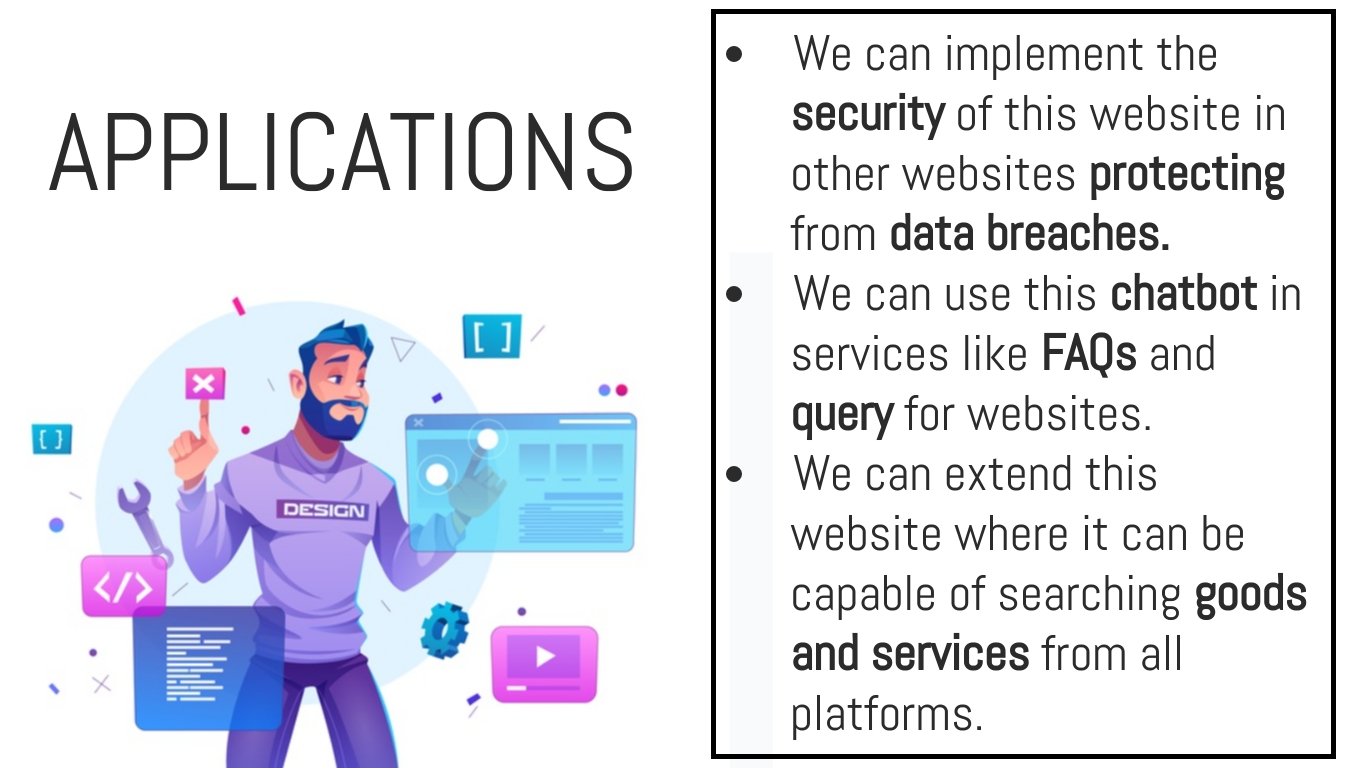 APPLICATIONS
[ ]
{ }
DESIGN
</>
• We can implement the
security of this website in
other websites protecting
from data breaches.
• We can use this chatbot in
services like FAQs and
query for websites.
• We can extend this
website where it can be
capable of searching goods
and services from all
platforms.